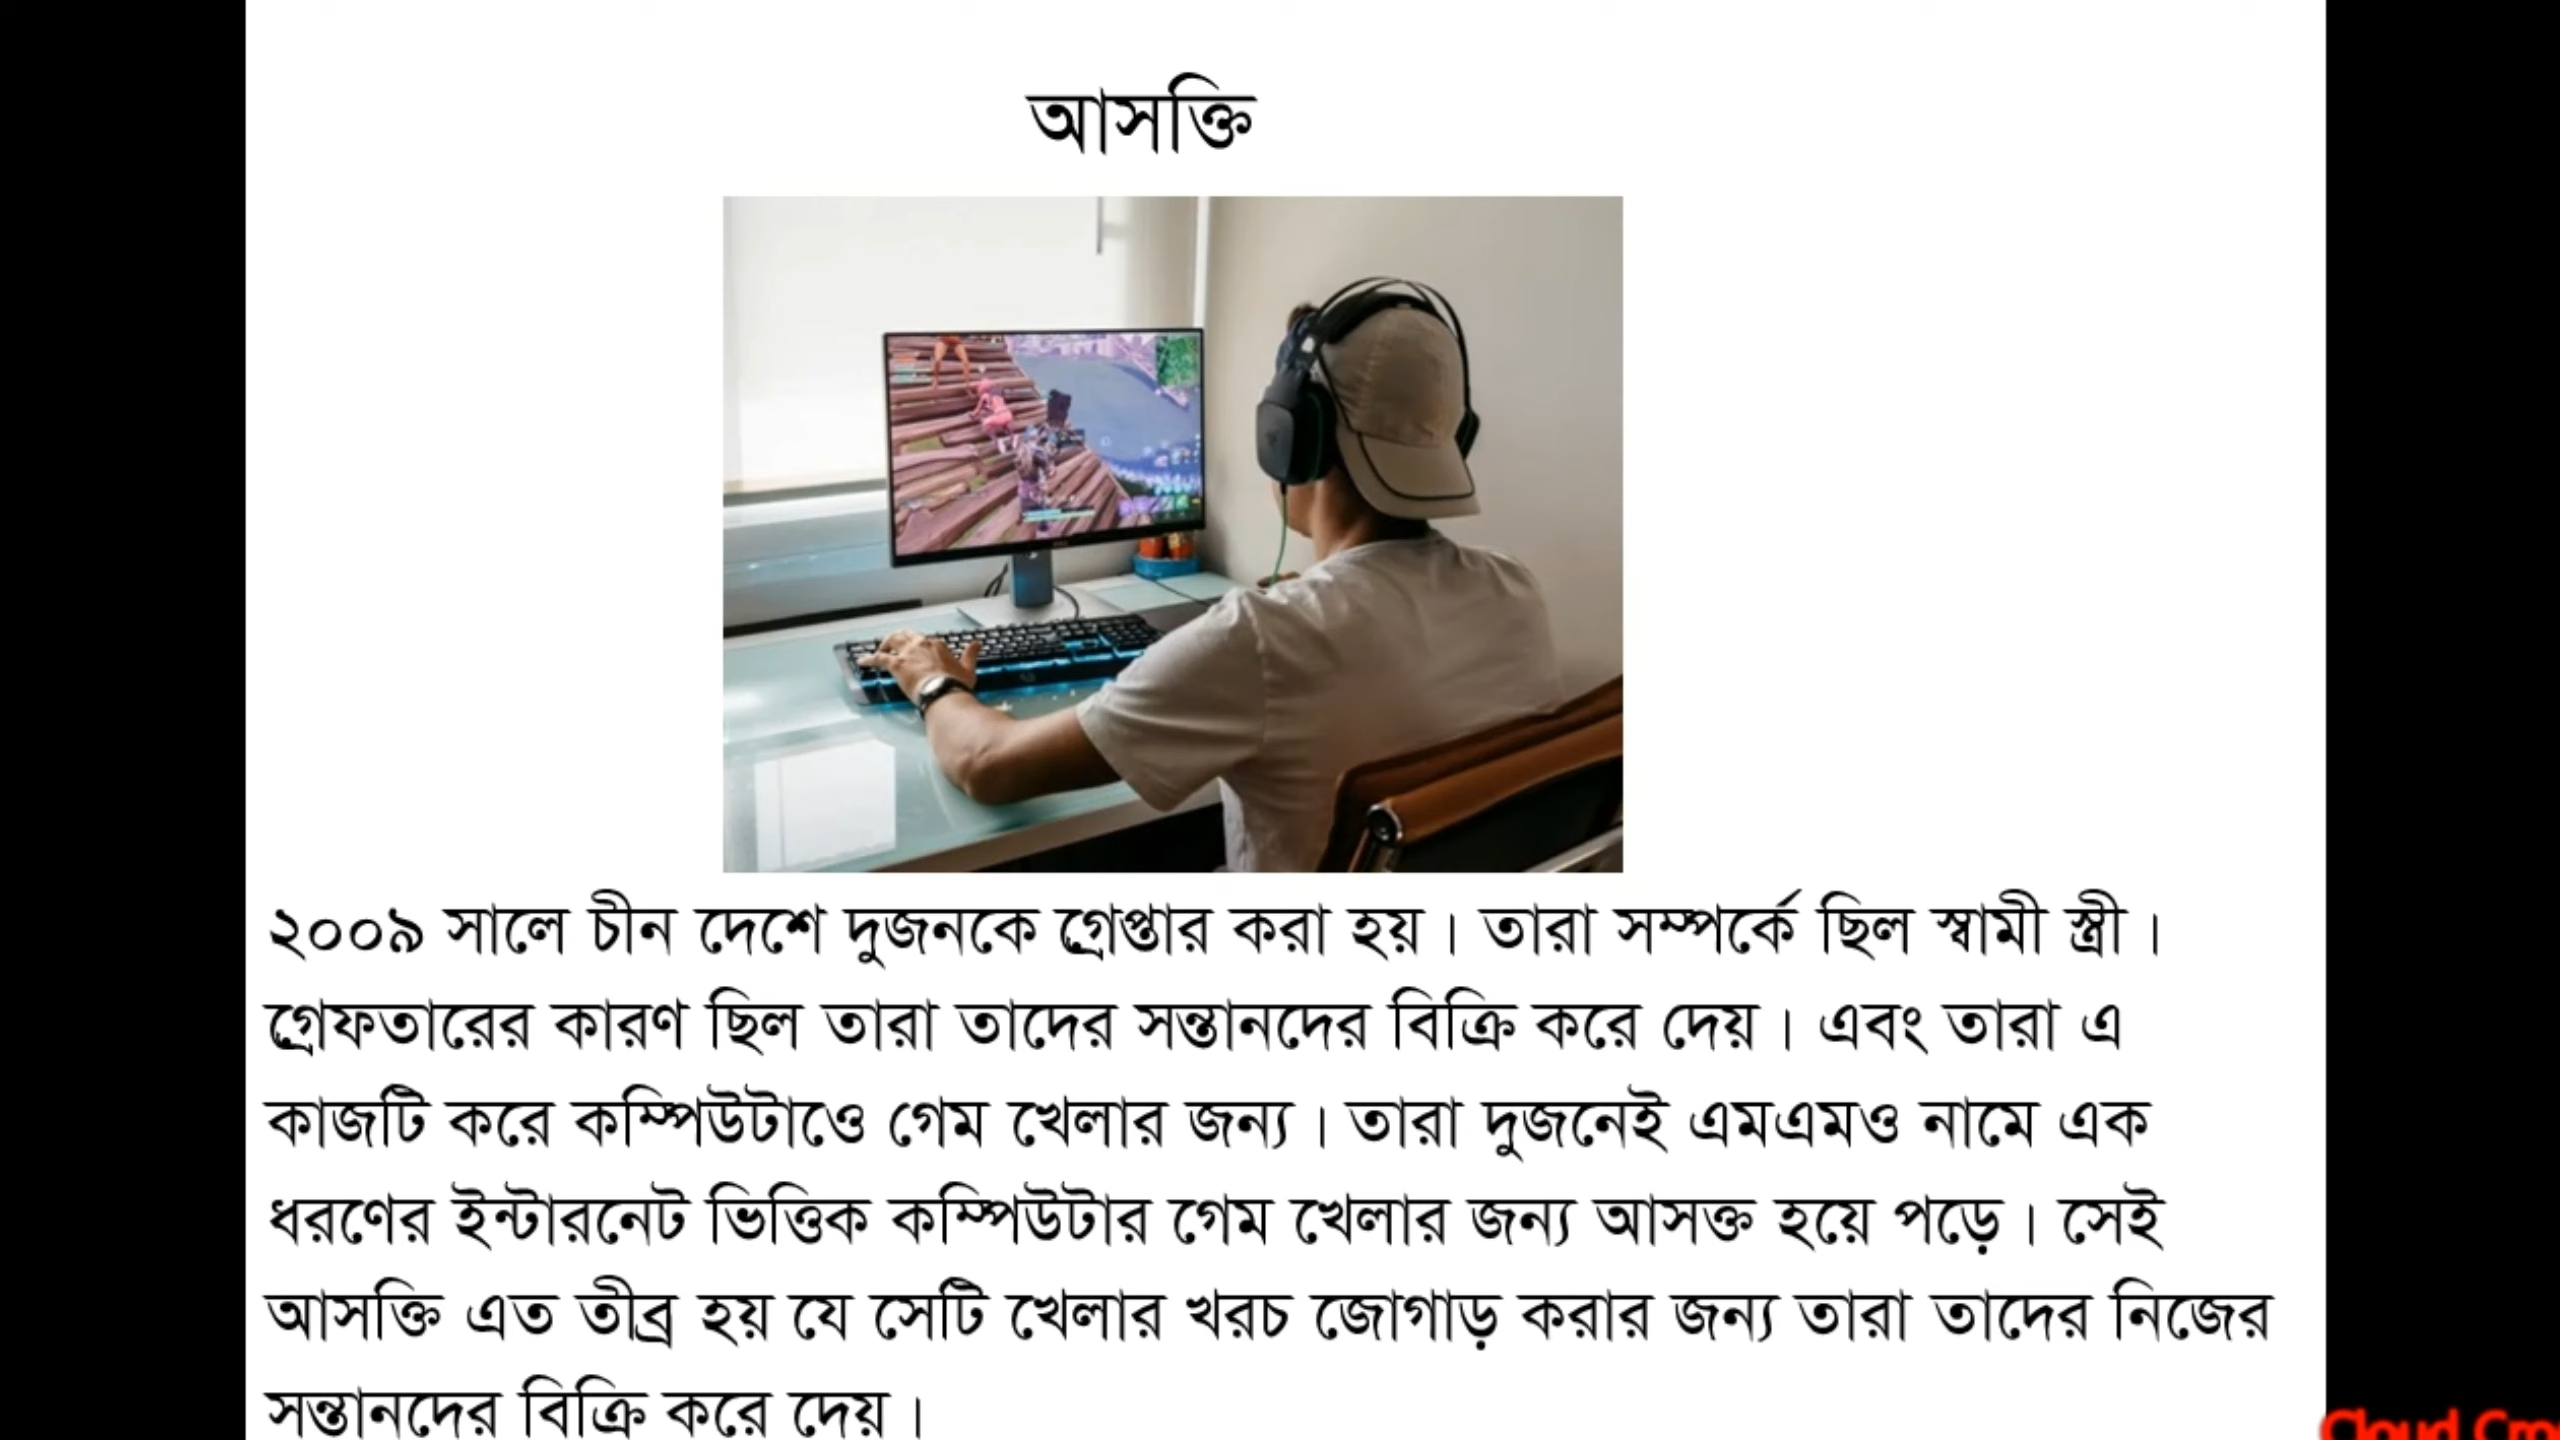 আসক্তি
২০০৯ সালে চীন দেশে দুজনকে গ্রেপ্তার করা হয়। তারা সম্পর্কে ছিল স্বামী স্ত্রী।
গ্রেফতারের কারণ ছিল তারা তাদের সন্তানদের বিক্রি করে দেয়। এবং তারা এ
কাজটি করে কম্পিউটাওে গেম খেলার জন্য। তারা দুজনেই এমএমও নামে এক
ধরণের ইন্টারনেট ভিত্তিক কম্পিউটার গেম খেলার জন্য আসক্ত হয়ে পড়ে। সেই
আসক্তি এত তীব্র হয় যে সেটি খেলার খরচ জোগাড় করার জন্য তারা তাদের নিজের
সন্তানদের বিক্রি করে দেয়।
Cloud